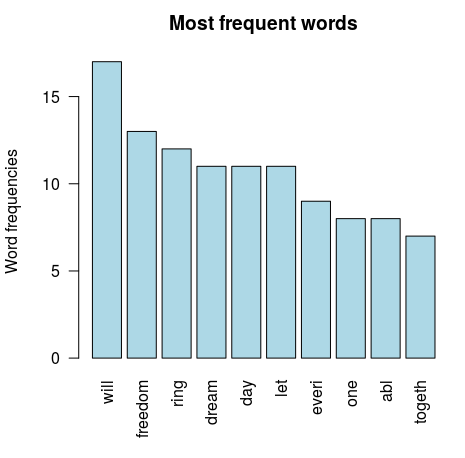 Most frequent words
Word frequencies
15
10
5
0
will
freedom
ring
dream
day
let
everi
one
abl
togeth